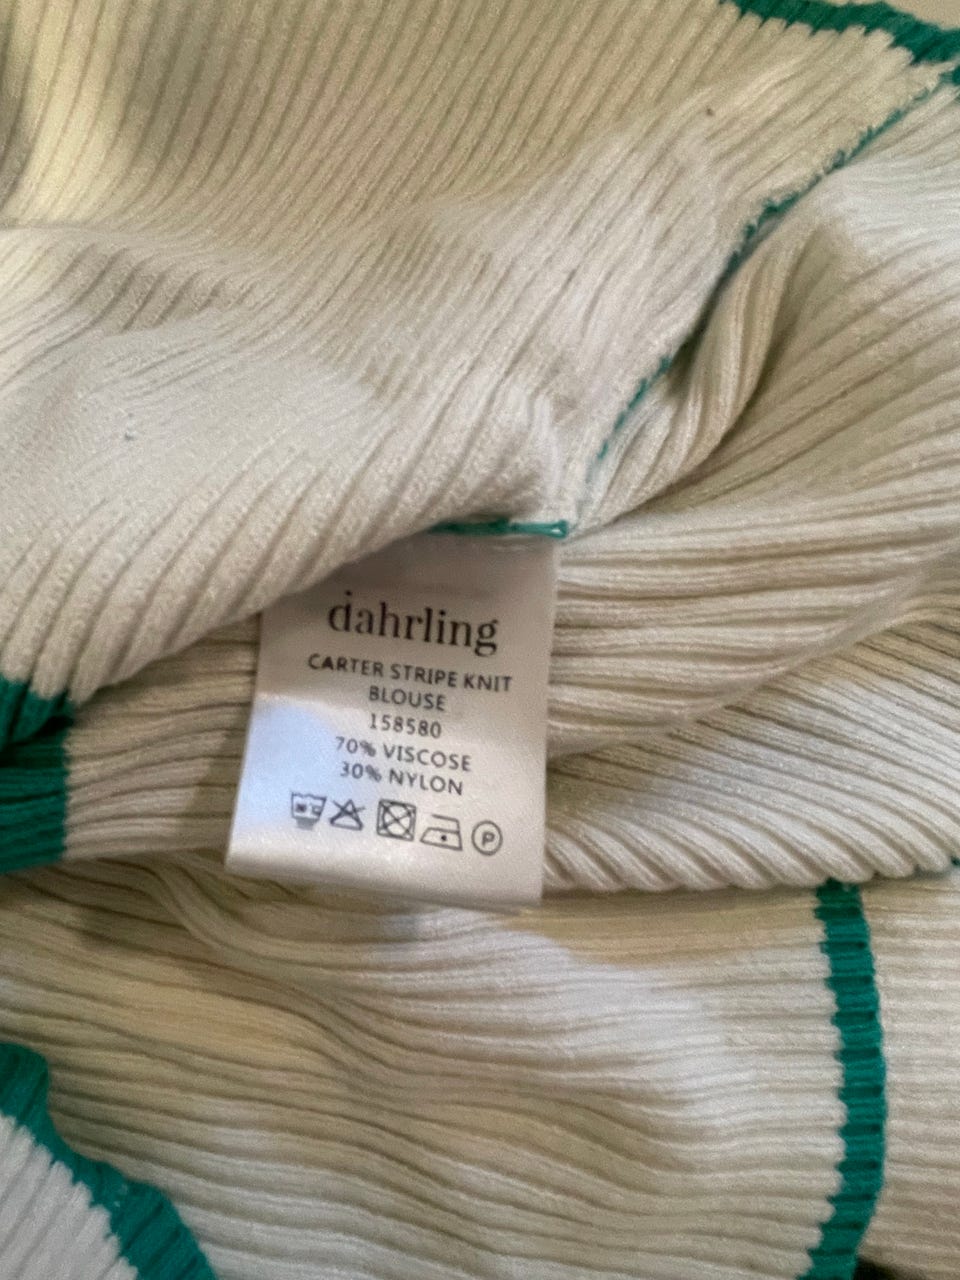 dahrling
CARTER STRIPE KNIT
BLOUSE
158580
70% VISCOSE
30% NYLON
P